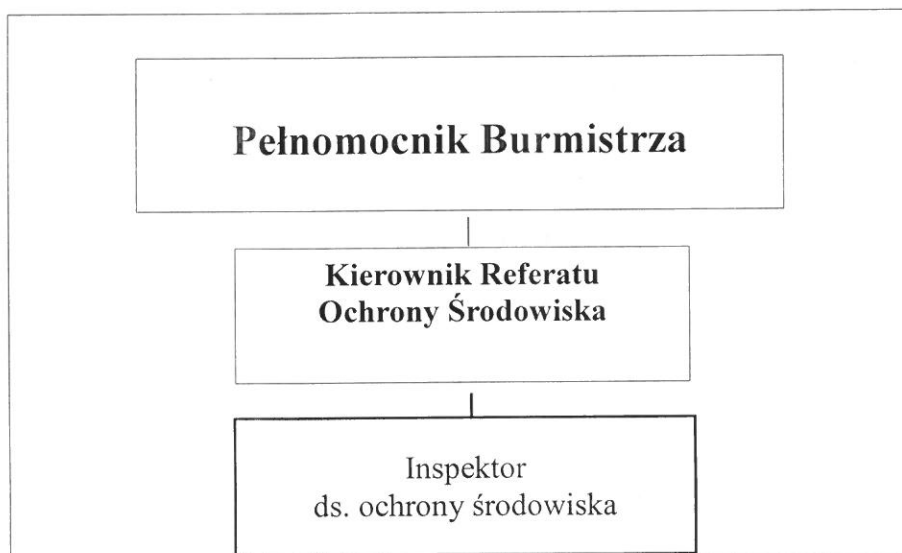 Pełnomocnik Burmistrza
Kierownik Referatu
Ochrony Środowiska
Inspektor
ds. ochrony środowiska